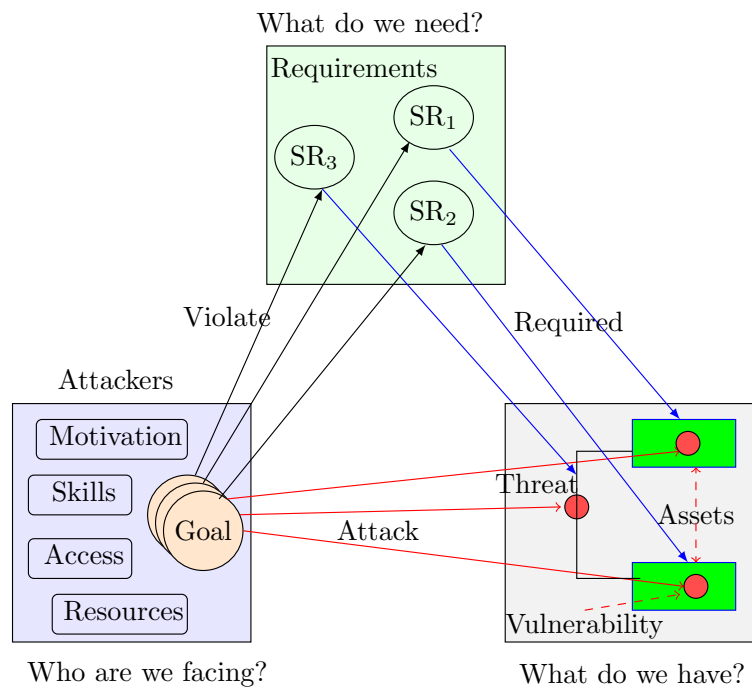 What do we need?
Requirements
SR₁
SR₃
SR₂
Violate
Required
Attackers
Motivation
Skills
Threat
Assets
Goal
Attack
Access
Resources
Vulnerability
Who are we facing?
What do we have?